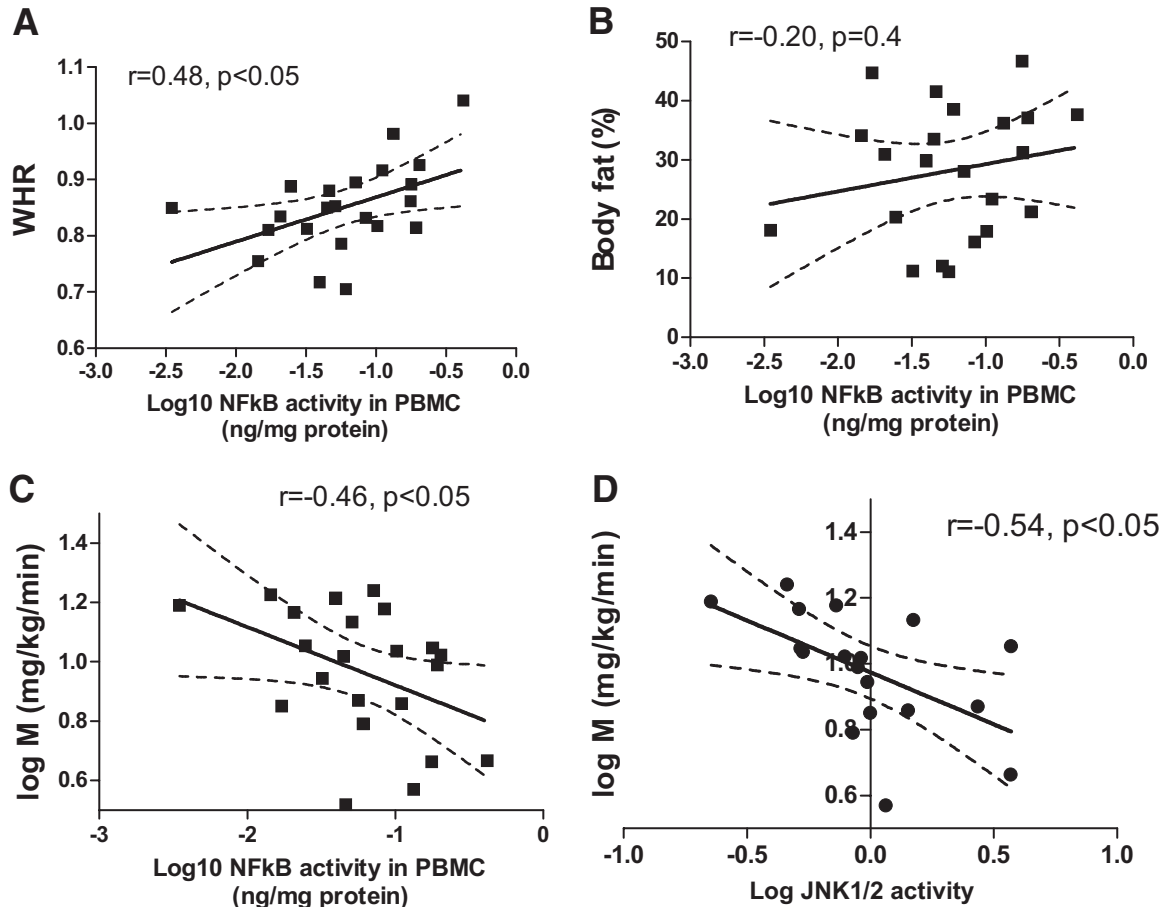 A
r=0.48, p<0.05
1.1
1.0
0.9
0.8
0.7
0.6
WHR
-3.0 -2.5 -2.0 -1.5 -1.0 -0.5 0.0
Log10 NFkB activity in PBMC
(ng/mg protein)
B
r=-0.20, p=0.4
50
40
30
20
10
0
Body fat (%)
-3.0 -2.5 -2.0 -1.5 -1.0 -0.5 0.0
Log10 NFkB activity in PBMC
(ng/mg protein)
C
r=-0.46, p<0.05
1.4
1.2
1.0
0.8
0.6
log M (mg/kg/min)
-3 -2 -1 0
Log10 NFkB activity in PBMC
(ng/mg protein)
D
r=-0.54, p<0.05
1.4
1.2
1.0
0.8
0.6
log M (mg/kg/min)
-1.0 -0.5 0.0 0.5 1.0
Log JNK1/2 activity